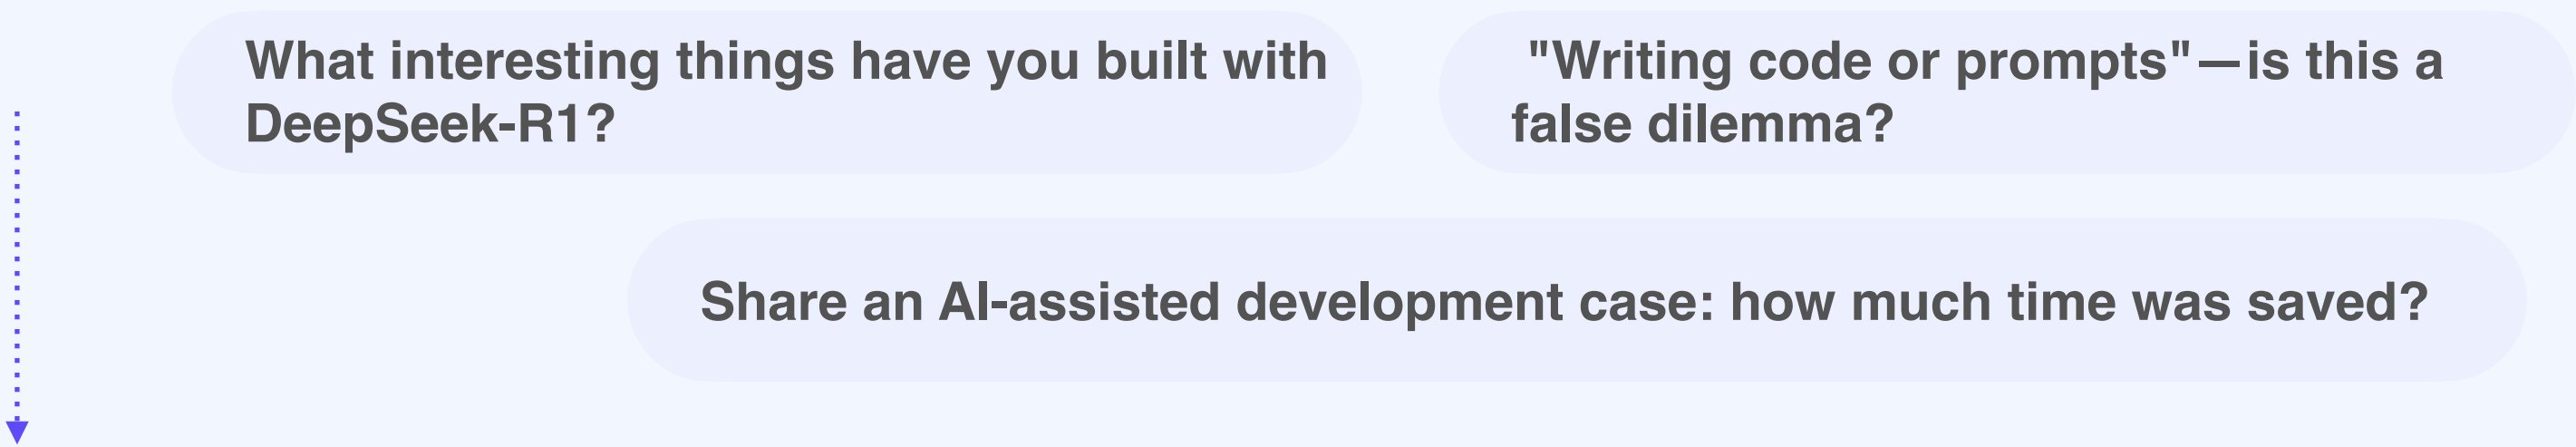 What interesting things have you built with
DeepSeek-R1?
"Writing code or prompts"—is this a
false dilemma?
Share an AI-assisted development case: how much time was saved?